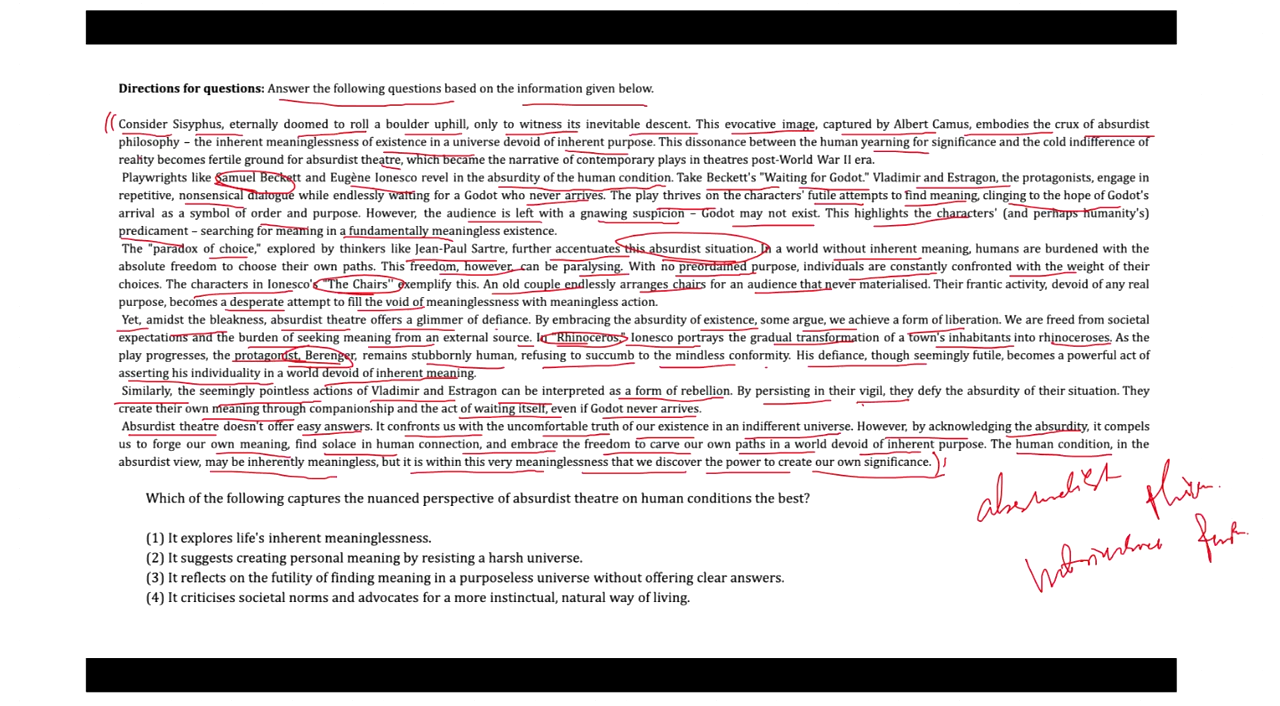 Directions for questions: Answer the following questions based on the information given below.
Consider Sisyphus, eternally doomed to roll a boulder uphill, only to witness its inevitable descent. This evocative image, captured by Albert Camus, embodies the crux of absurdist
philosophy – the inherent meaninglessness of existence in a universe devoid of inherent purpose. This dissonance between the human yearning for significance and the cold indifference of
reality becomes fertile ground for absurdist theatre, which became the narrative of contemporary plays in theatres post-World War II era.
Playwrights like Samuel Beckett and Eugène Ionesco revel in the absurdity of the human condition. Take Beckett's "Waiting for Godot." Vladimir and Estragon, the protagonists, engage in
repetitive, nonsensical dialogue while endlessly waiting for a Godot who never arrives. The play thrives on the characters' futile attempts to find meaning, clinging to the hope of Godot's
arrival as a symbol of order and purpose. However, the audience is left with a gnawing suspicion – Godot may not exist. This highlights the characters' (and perhaps humanity's)
predicament – searching for meaning in a fundamentally meaningless existence.
The "paradox of choice," explored by thinkers like Jean-Paul Sartre, further accentuates this absurdist situation. In a world without inherent meaning, humans are burdened with the
absolute freedom to choose their own paths. This freedom, however, can be paralysing. With no preordained purpose, individuals are constantly confronted with the weight of their
choices. The characters in Ionesco's "The Chairs" exemplify this. An old couple endlessly arranges chairs for an audience that never materialised. Their frantic activity, devoid of any real
purpose, becomes a desperate attempt to fill the void of meaninglessness with meaningless action.
Yet, amidst the bleakness, absurdist theatre offers a glimmer of defiance. By embracing the absurdity of existence, some argue, we achieve a form of liberation. We are freed from societal
expectations and the burden of seeking meaning from an external source. In "Rhinoceros," Ionesco portrays the gradual transformation of a town's inhabitants into rhinoceroses. As the
play progresses, the protagonist, Berenger, remains stubbornly human, refusing to succumb to the mindless conformity. His defiance, though seemingly futile, becomes a powerful act of
asserting his individuality in a world devoid of inherent meaning.
Similarly, the seemingly pointless actions of Vladimir and Estragon can be interpreted as a form of rebellion. By persisting in their vigil, they defy the absurdity of their situation. They
create their own meaning through companionship and the act of waiting itself, even if Godot never arrives.
Absurdist theatre doesn't offer easy answers. It confronts us with the uncomfortable truth of our existence in an indifferent universe. However, by acknowledging the absurdity, it compels
us to forge our own meaning, find solace in human connection, and embrace the freedom to carve our own paths in a world devoid of inherent purpose. The human condition, in the
absurdist view, may be inherently meaningless, but it is within this very meaninglessness that we discover the power to create our own significance.
absurdist
Which of the following captures the nuanced perspective of absurdist theatre on human conditions the best?
(1) It explores life's inherent meaninglessness.
(2) It suggests creating personal meaning by resisting a harsh universe.
(3) It reflects on the futility of finding meaning in a purposeless universe without offering clear answers.
(4) It criticises societal norms and advocates for a more instinctual, natural way of living.